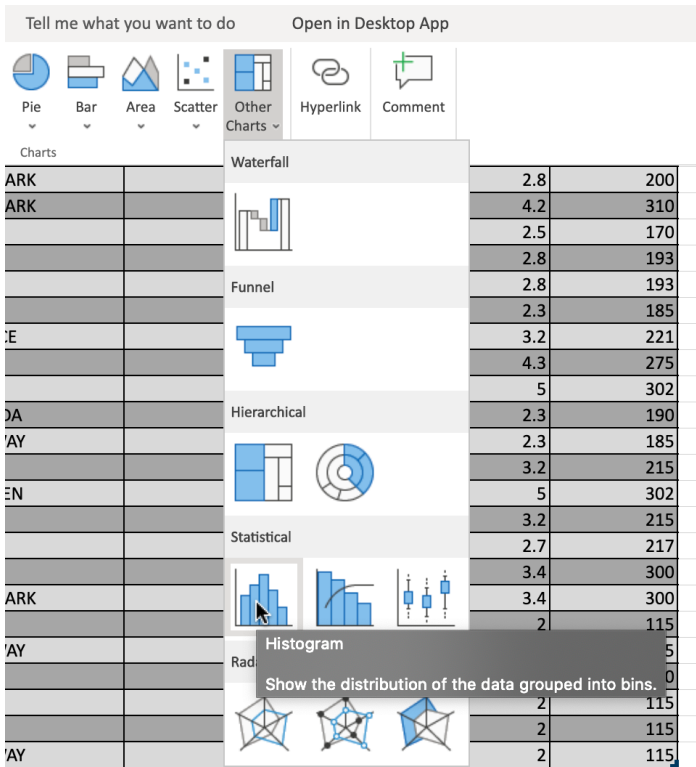 Tell me what you want to do Open in Desktop App
Pie Bar Area Scatter Other Charts Hyperlink Comment
Charts
Waterfall
Funnel
Hierarchical
Statistical
Histogram
Show the distribution of the data grouped into bins.
ARK 2.8 200
ARK 4.2 310
2.5 170
2.8 193
2.8 193
2.3 185
CE 3.2 221
4.3 275
5 302
DA 2.3 190
WAY 2.3 185
3.2 215
EN 5 302
3.2 215
2.7 217
3.4 300
ARK 3.4 300
2 115
WAY 5
0
2 115
2 115
WAY 2 115